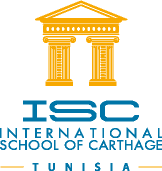 ISC
INTERNATIONAL
SCHOOL OF CARTHAGE
TUNISIA